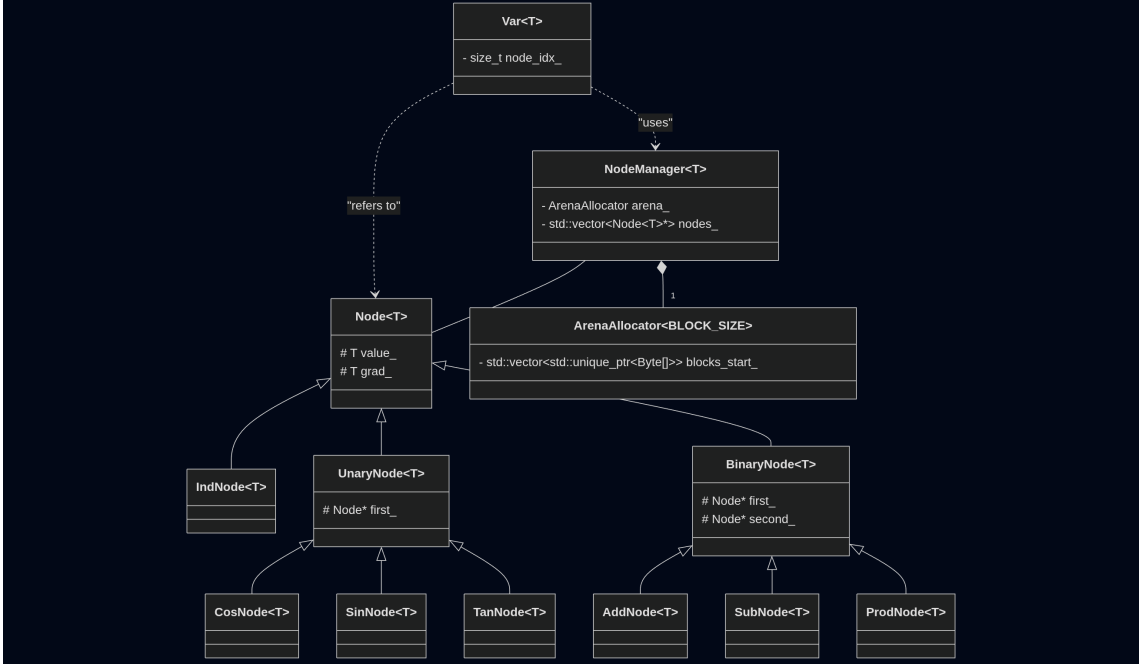 Var<T>
- size_t node_idx_
"uses"
NodeManager<T>
- ArenaAllocator arena_
- std::vector<Node<T>*> nodes_
"refers to"
1
Node<T>
# T value_
# T grad_
ArenaAllocator<BLOCK_SIZE>
- std::vector<std::unique_ptr<Byte[]>> blocks_start_
IndNode<T>
UnaryNode<T>
# Node* first_
BinaryNode<T>
# Node* first_
# Node* second_
CosNode<T>
SinNode<T>
TanNode<T>
AddNode<T>
SubNode<T>
ProdNode<T>